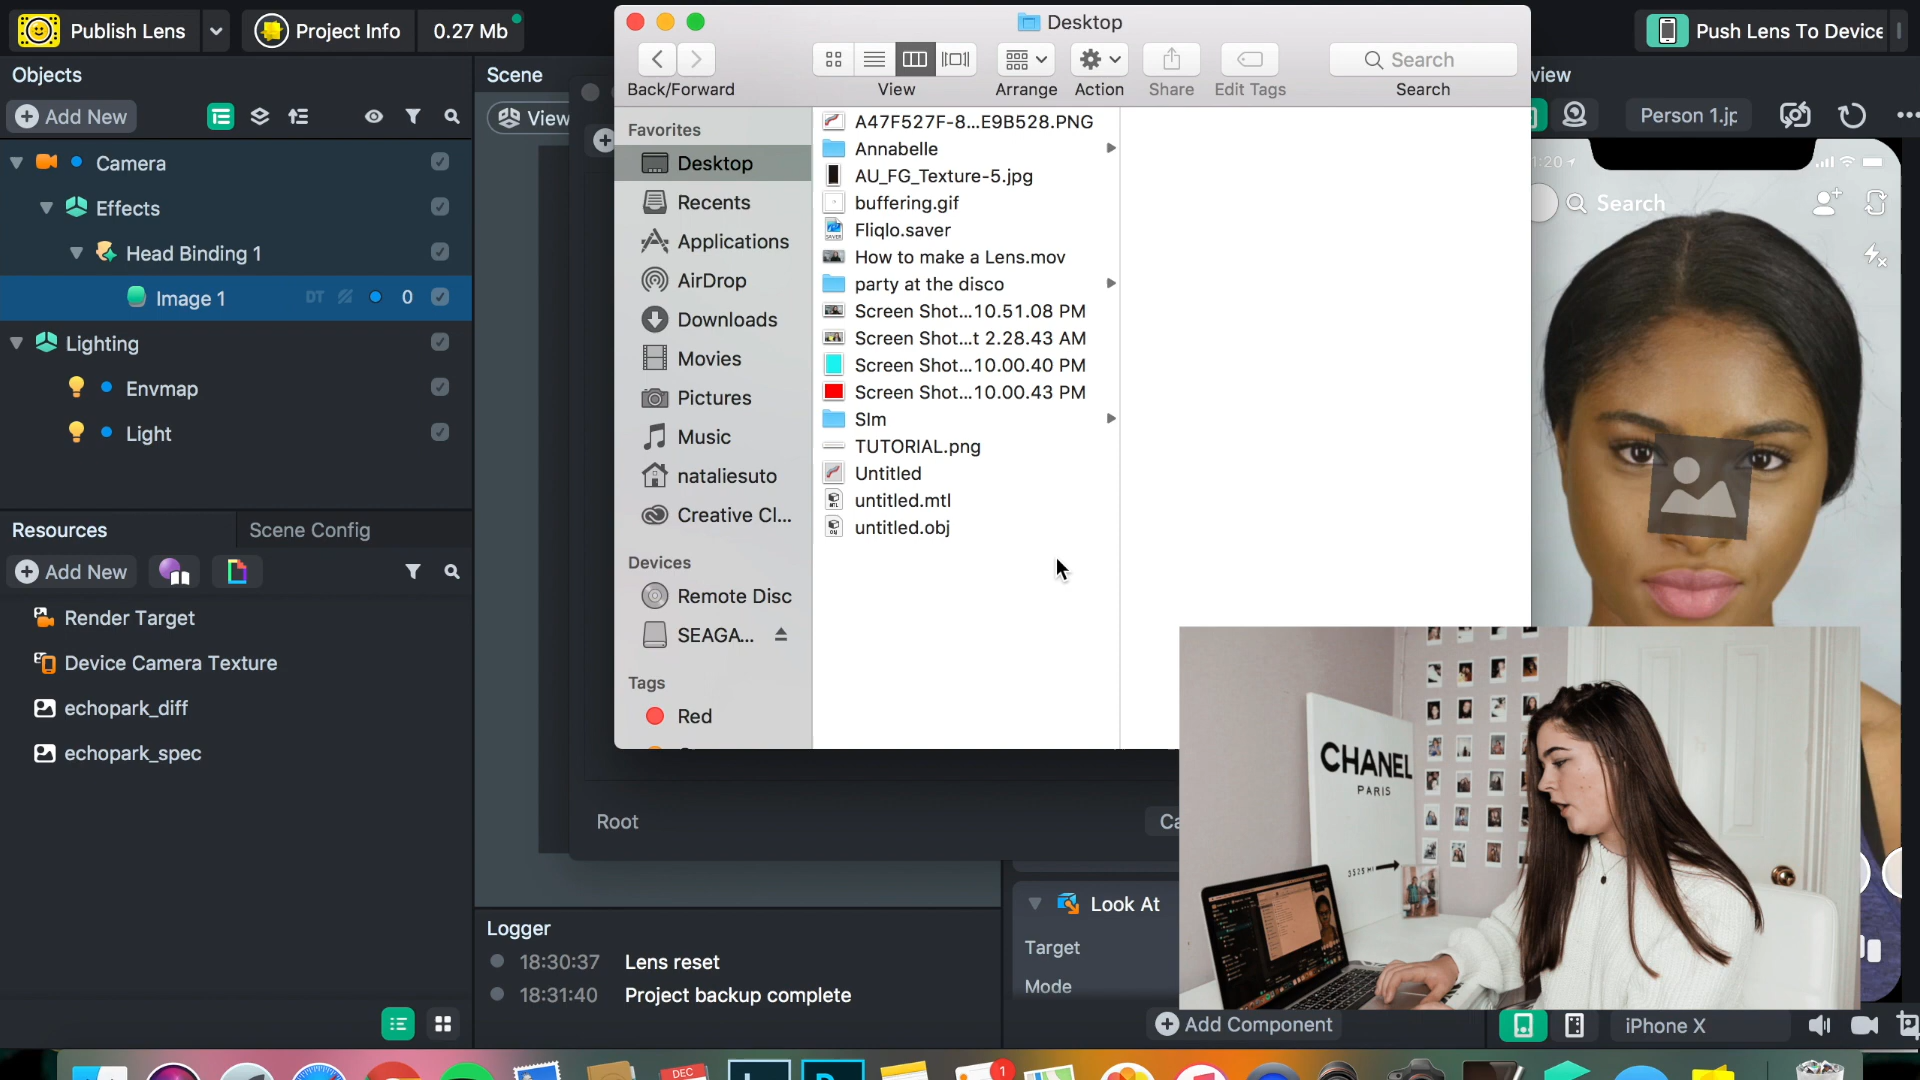 Publish Lens
Project Info
0.27 Mb
Desktop
Push Lens To Device
Back/Forward
View
Arrange
Action
Share
Edit Tags
Search
Search
Objects
Add New
Scene
View
view
Person 1.jp
Camera
Effects
Head Binding 1
Image 1
DT
0
Lighting
Envmap
Light
Favorites
Desktop
Recents
Applications
AirDrop
Downloads
Movies
Pictures
Music
nataliesuto
Creative Cl...
Devices
Remote Disc
SEAGA...
Tags
Red
A47F527F-8...E9B528.PNG
Annabelle
AU_FG_Texture-5.jpg
buffering.gif
Fliqlo.saver
How to make a Lens.mov
party at the disco
Screen Shot...10.51.08 PM
Screen Shot...t 2.28.43 AM
Screen Shot...10.00.40 PM
Screen Shot...10.00.43 PM
Slm
TUTORIAL.png
Untitled
untitled.mtl
untitled.obj
:20
Search
Resources
Scene Config
Add New
Render Target
Device Camera Texture
echopark_diff
echopark_spec
Root
Ca
Logger
18:30:37 Lens reset
18:31:40 Project backup complete
Look At
Target
Mode
Add Component
CHANEL
PARIS
iPhone X
DEC
1